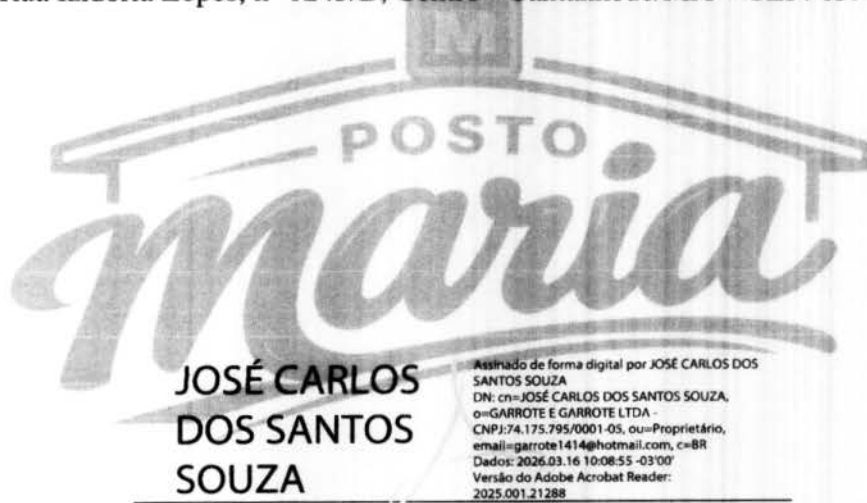 M
POSTO
Maria
JOSÉ CARLOS
DOS SANTOS
SOUZA
Assinado de forma digital por JOSÉ CARLOS DOS
SANTOS SOUZA
DN: cn=JOSÉ CARLOS DOS SANTOS SOUZA,
o=GARROTE E GARROTE LTDA -
CNPJ:74.175.795/0001-05, ou=Proprietário,
email=garrote1414@hotmail.com, c=BR
Dados: 2026.03.16 10:08:55 -03'00'
Versão do Adobe Acrobat Reader:
2025.001.21288